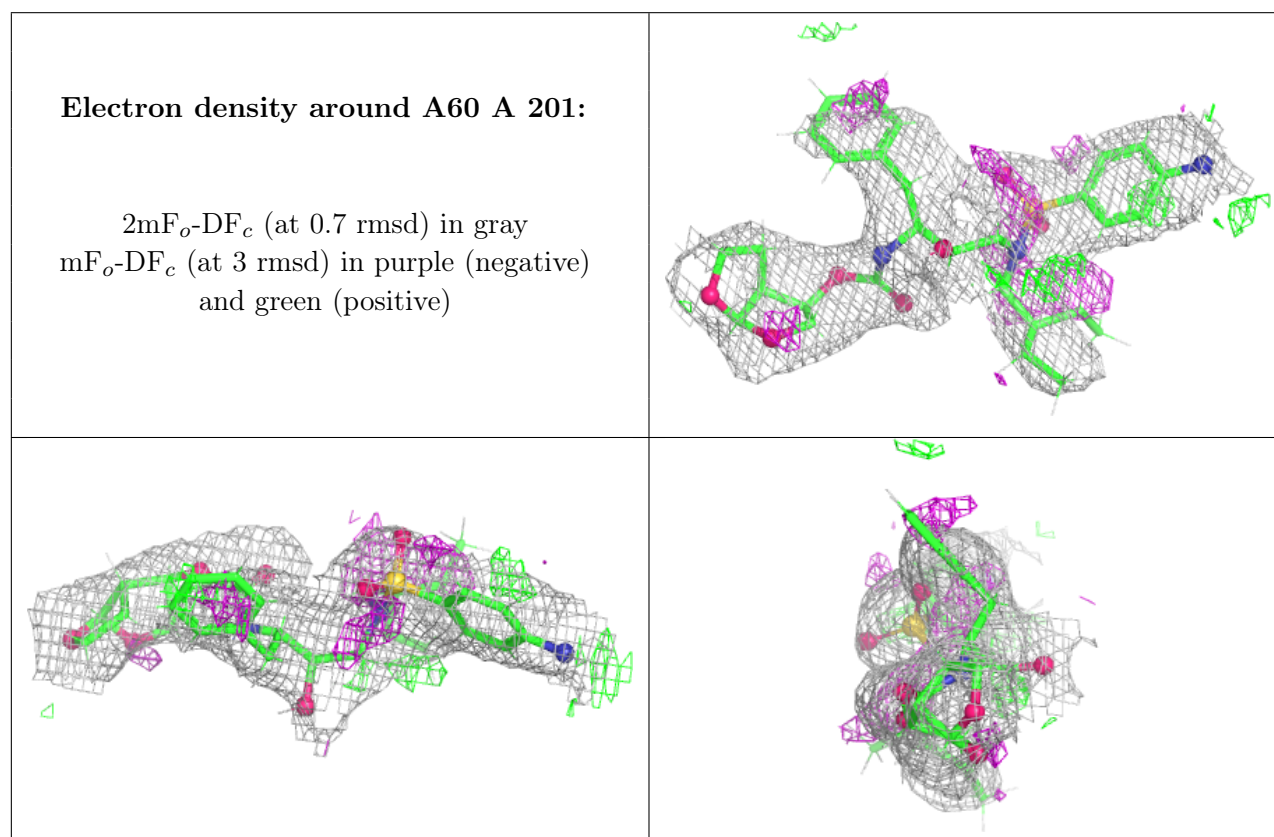 Electron density around A60 A 201:
2mFo-DFc (at 0.7 rmsd) in gray
mFo-DFc (at 3 rmsd) in purple (negative)
and green (positive)